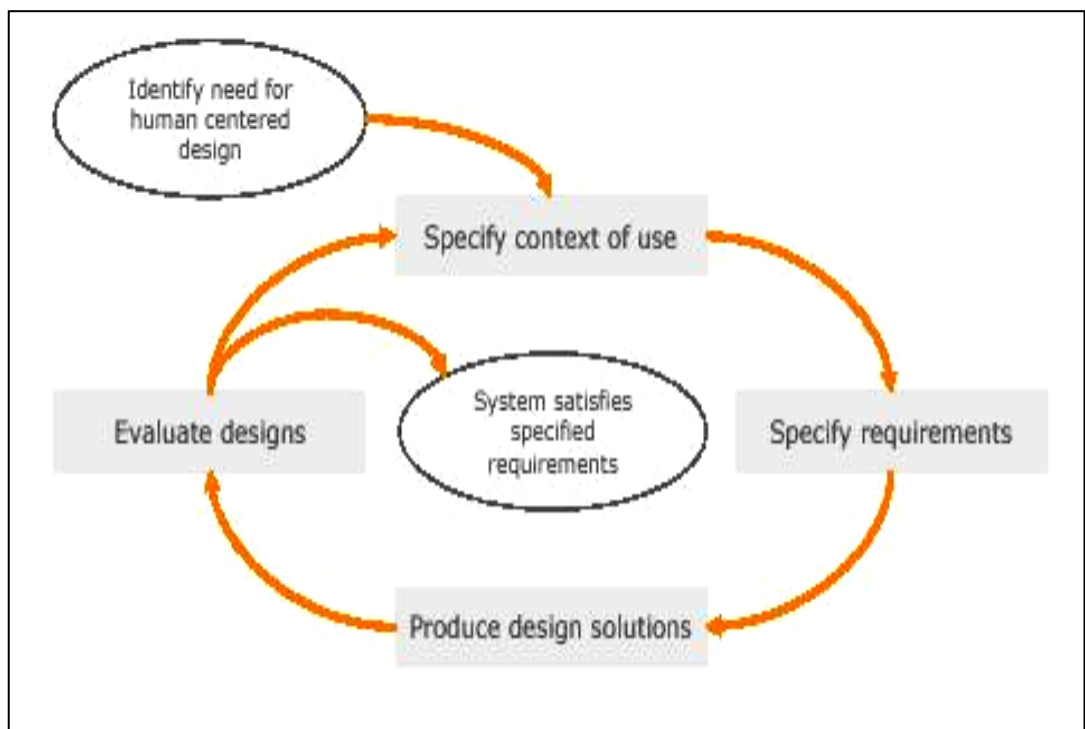 Identify need for
human centered
design
Specify context of use
Evaluate designs
System satisfies
specified
requirements
Specify requirements
Produce design solutions